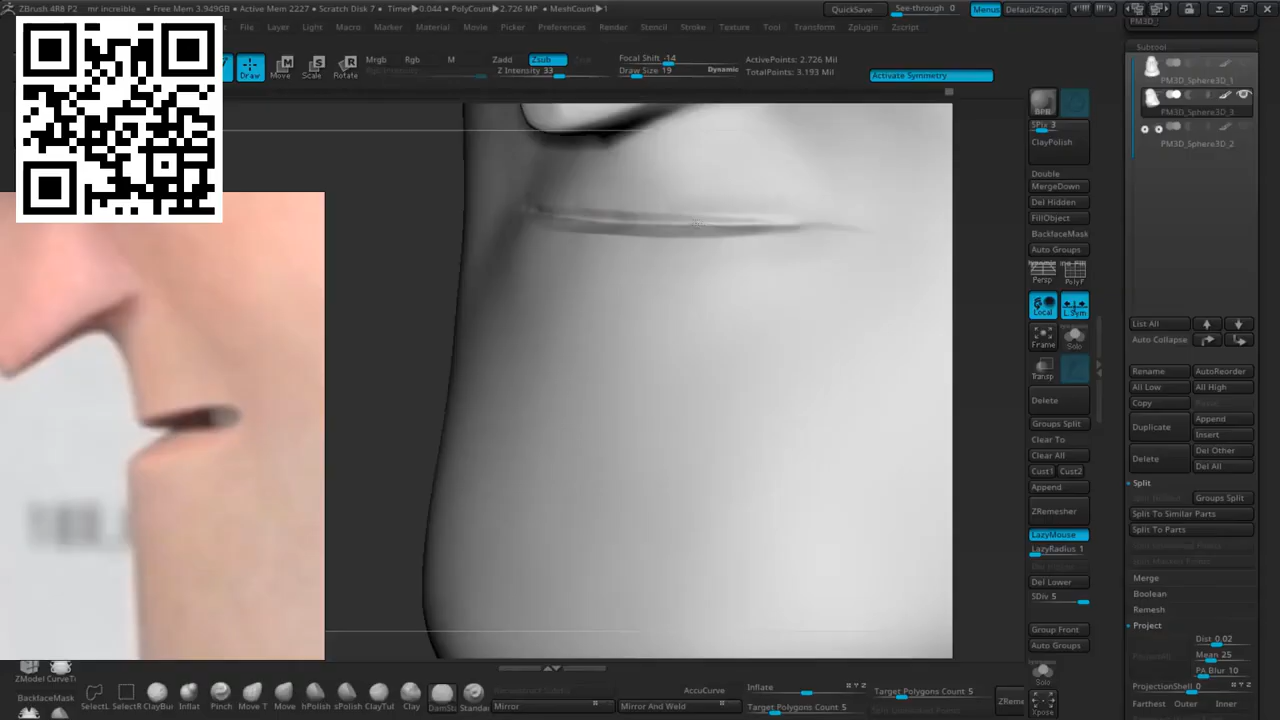 ZBrush 4R8 P2 mr increible • Free Mem 3.949GB • Active Mem 2227 • Scratch Disk 7 • Timer▶0.044 • PolyCount▶2.726 MP • MeshCount▶1
QuickSave
See-through 0
Menus
DefaultZScript
File
Layer
Light
Macro
Marker
Material
Movie
Picker
Preferences
Render
Stencil
Stroke
Texture
Tool
Transform
Zplugin
Zscript
Draw
Move
Scale
Rotate
Mrgb
Rgb
M
Zadd
Zsub
Z Intensity 33
Focal Shift -14
Draw Size 19
Dynamic
ActivePoints: 2.726 Mil
TotalPoints: 3.193 Mil
Activate Symmetry
Subtool
PM3D_Sphere3D_1
PM3D_Sphere3D_3
PM3D_Sphere3D_2
BPR
SPix 3
ClayPolish
Double
MergeDown
Del Hidden
FillObject
BackfaceMask
Auto Groups
Persp
PolyF
Local
L.Sym
Frame
Solo
Transp
Delete
Groups Split
Clear To
Clear All
Cust1
Cust2
Append
ZRemesher
LazyMouse
LazyRadius 1
Del Lower
SDiv 5
Group Front
Auto Groups
Solo
Xpose
List All
Auto Collapse
Rename
AutoReorder
All Low
All High
Copy
Duplicate
Append
Insert
Delete
Del Other
Del All
Split
Groups Split
Split To Similar Parts
Split To Parts
Merge
Boolean
Remesh
Project
Dist 0.02
Mean 25
PA Blur 10
ProjectionShell 0
Farthest
Outer
Inner
ZModel
CurveTi
BackfaceMask
SelectL
SelectR
ClayBui
Inflat
Pinch
Move T
Move
hPolish
sPolish
ClayTul
Clay
DamSta
Standar
Mirror
AccuCurve
Mirror And Weld
Inflate
Target Polygons Count 5
Target Polygons Count 5
ZReme